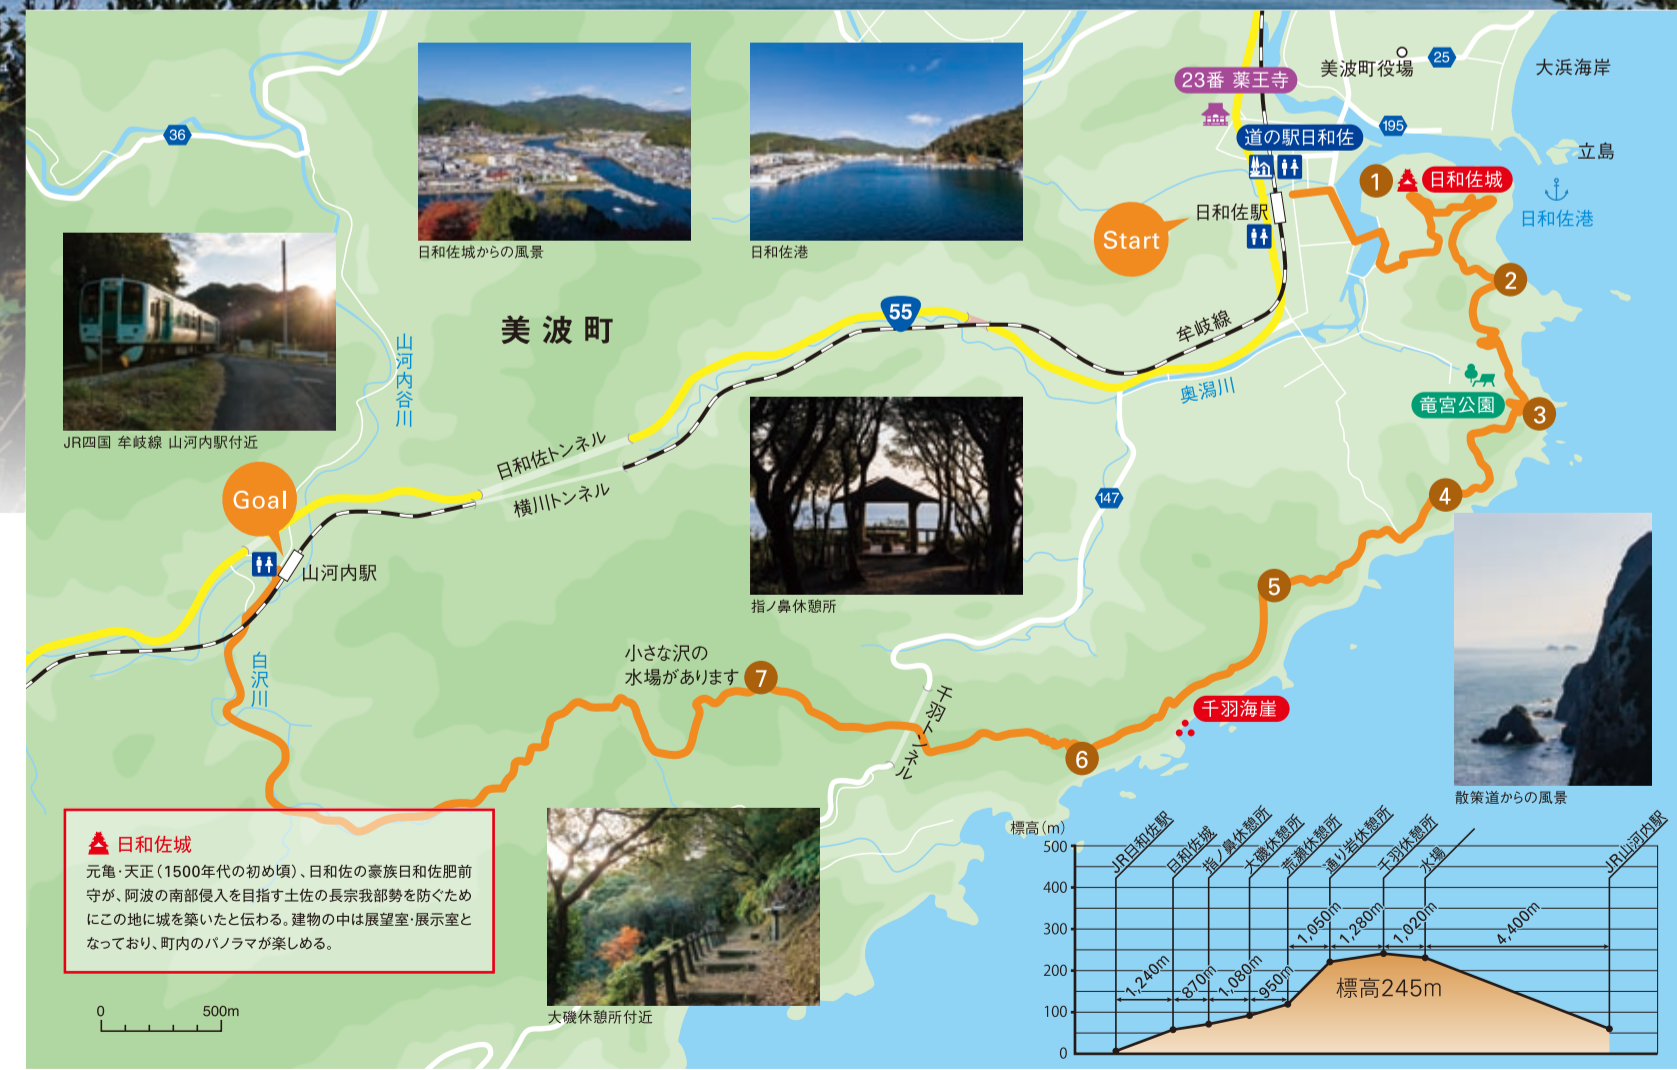 23番 薬王寺
美波町役場
25
大浜海岸
36
195
道の駅日和佐
立島
1
日和佐城
日和佐港
日和佐駅
Start
日和佐城からの風景
日和佐港
2
55
美波町
牟岐線
山河内谷川
奥潟川
竜宮公園
3
JR四国 牟岐線 山河内駅付近
日和佐トンネル
横川トンネル
Goal
147
4
山河内駅
5
指ノ鼻休憩所
白沢川
小さな沢の
水場があります
7
千羽トンネル
千羽海崖
6
散策道からの風景
日和佐城
元亀・天正(1500年代の初め頃)、日和佐の豪族日和佐肥前
守が、阿波の南部侵入を目指す土佐の長宗我部勢を防ぐため
にこの地に城を築いたと伝わる。建物の中は展望室・展示室と
なっており、町内のパノラマが楽しめる。
0
500m
大磯休憩所付近
標高(m)
500
400
300
200
100
0
JR日和佐駅
日和佐城
指ノ鼻休憩所
大磯休憩所
荒瀬休憩所
通り岩休憩所
千羽休憩所
水場
JR山河内駅
1,240m
870m
1,080m
950m
1,050m
1,280m
1,020m
4,400m
標高245m